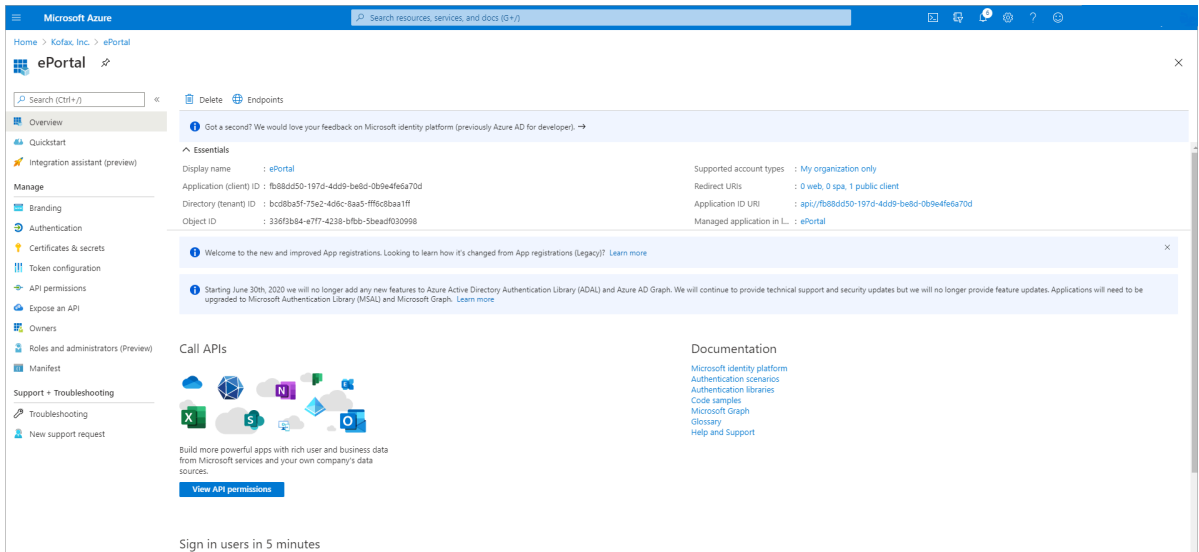 Microsoft Azure
Search resources, services, and docs (G+/)
Home > Kofax, Inc. > ePortal
ePortal
Search (Ctrl+/)
«
Delete
Endpoints
Overview
Quickstart
Integration assistant (preview)
Manage
Branding
Authentication
Certificates & secrets
Token configuration
API permissions
Expose an API
Owners
Roles and administrators (Preview)
Manifest
Support + Troubleshooting
Troubleshooting
New support request
Got a second? We would love your feedback on Microsoft identity platform (previously Azure AD for developer). →
Essentials
Display name : ePortal
Application (client) ID : fb88dd50-197d-4dd9-be8d-0b9e4fe6a70d
Directory (tenant) ID : bcd8ba5f-75e2-4d6c-8aa5-fff6c8baa1ff
Object ID : 336f3b84-e7f7-4238-bfbb-5beadf030998
Supported account types : My organization only
Redirect URIs : 0 web, 0 spa, 1 public client
Application ID URI : api://fb88dd50-197d-4dd9-be8d-0b9e4fe6a70d
Managed application in l... : ePortal
Welcome to the new and improved App registrations. Looking to learn how it's changed from App registrations (Legacy)? Learn more
Starting June 30th, 2020 we will no longer add any new features to Azure Active Directory Authentication Library (ADAL) and Azure AD Graph. We will continue to provide technical support and security updates but we will no longer provide feature updates. Applications will need to be
upgraded to Microsoft Authentication Library (MSAL) and Microsoft Graph. Learn more
Call APIs
Build more powerful apps with rich user and business data
from Microsoft services and your own company's data
sources.
View API permissions
Documentation
Microsoft identity platform
Authentication scenarios
Authentication libraries
Code samples
Microsoft Graph
Glossary
Help and Support
Sign in users in 5 minutes